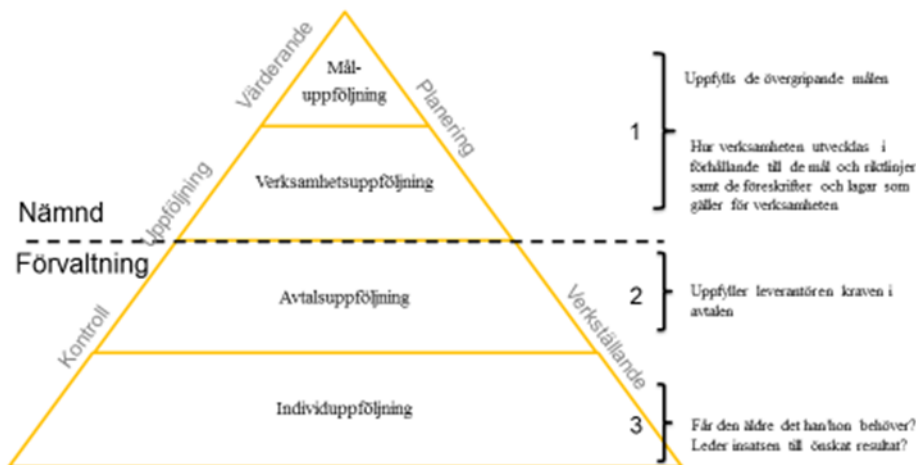 Värderande
Mål-
uppföljning
Planering
Uppfylls de övergripande målen
1
Hur verksamheten utvecklas i
förhållande till de mål och riktlinjer
samt de föreskrifter och lagar som
gäller för verksamheten
Uppföljning
Verksamhetsuppföljning
Nämnd
Förvaltning
Kontroll
Avtalsuppföljning
Verkställande
2
Uppfyller leverantören kraven i
avtalen
Individuppföljning
3
Får den äldre det han/hon behöver?
Leder insatsen till önskat resultat?